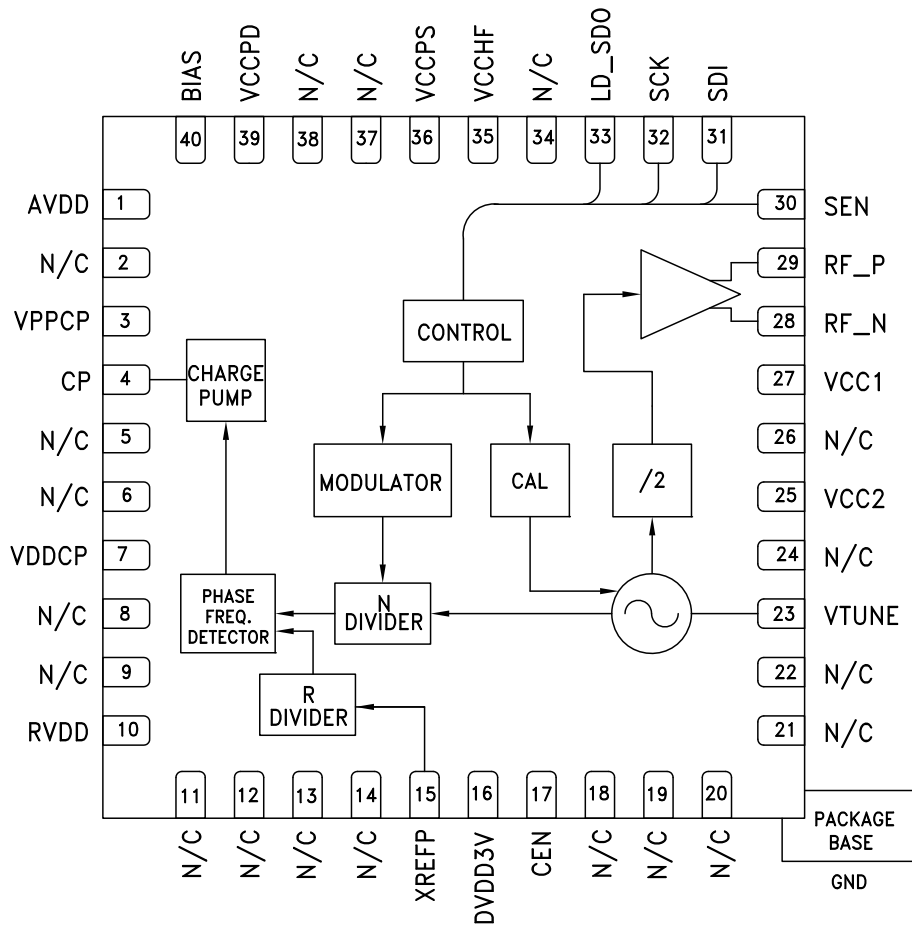 BIAS
VCCPD
N/C
N/C
VCCPS
VCCHF
N/C
LD_SDO
SCK
SDI
40
39
38
37
36
35
34
33
32
31
AVDD 1
N/C 2
VPPCP 3
CP 4
N/C 5
N/C 6
VDDCP 7
N/C 8
N/C 9
RVDD 10
30 SEN
29 RF_P
28 RF_N
27 VCC1
26 N/C
25 VCC2
24 N/C
23 VTUNE
22 N/C
21 N/C
CONTROL
CHARGE
PUMP
MODULATOR
CAL
/2
PHASE
FREQ.
DETECTOR
N
DIVIDER
R
DIVIDER
11
12
13
14
15
16
17
18
19
20
N/C
N/C
N/C
N/C
XREFP
DVDD3V
CEN
N/C
N/C
N/C
PACKAGE
BASE
GND